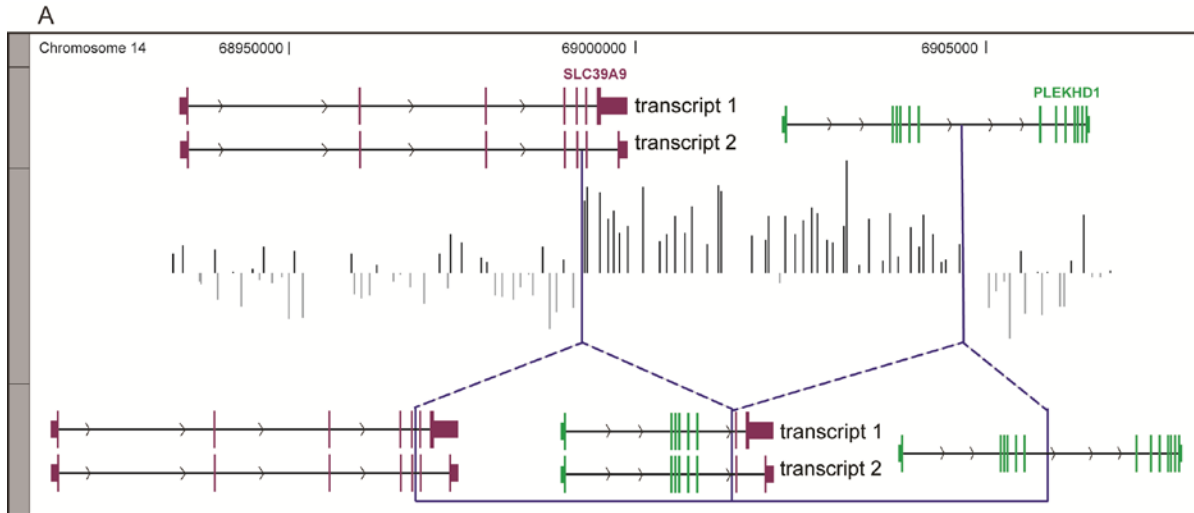 A
Chromosome 14 68950000 69000000 6905000
SLC39A9
PLEKHD1
transcript 1
transcript 2
transcript 1
transcript 2